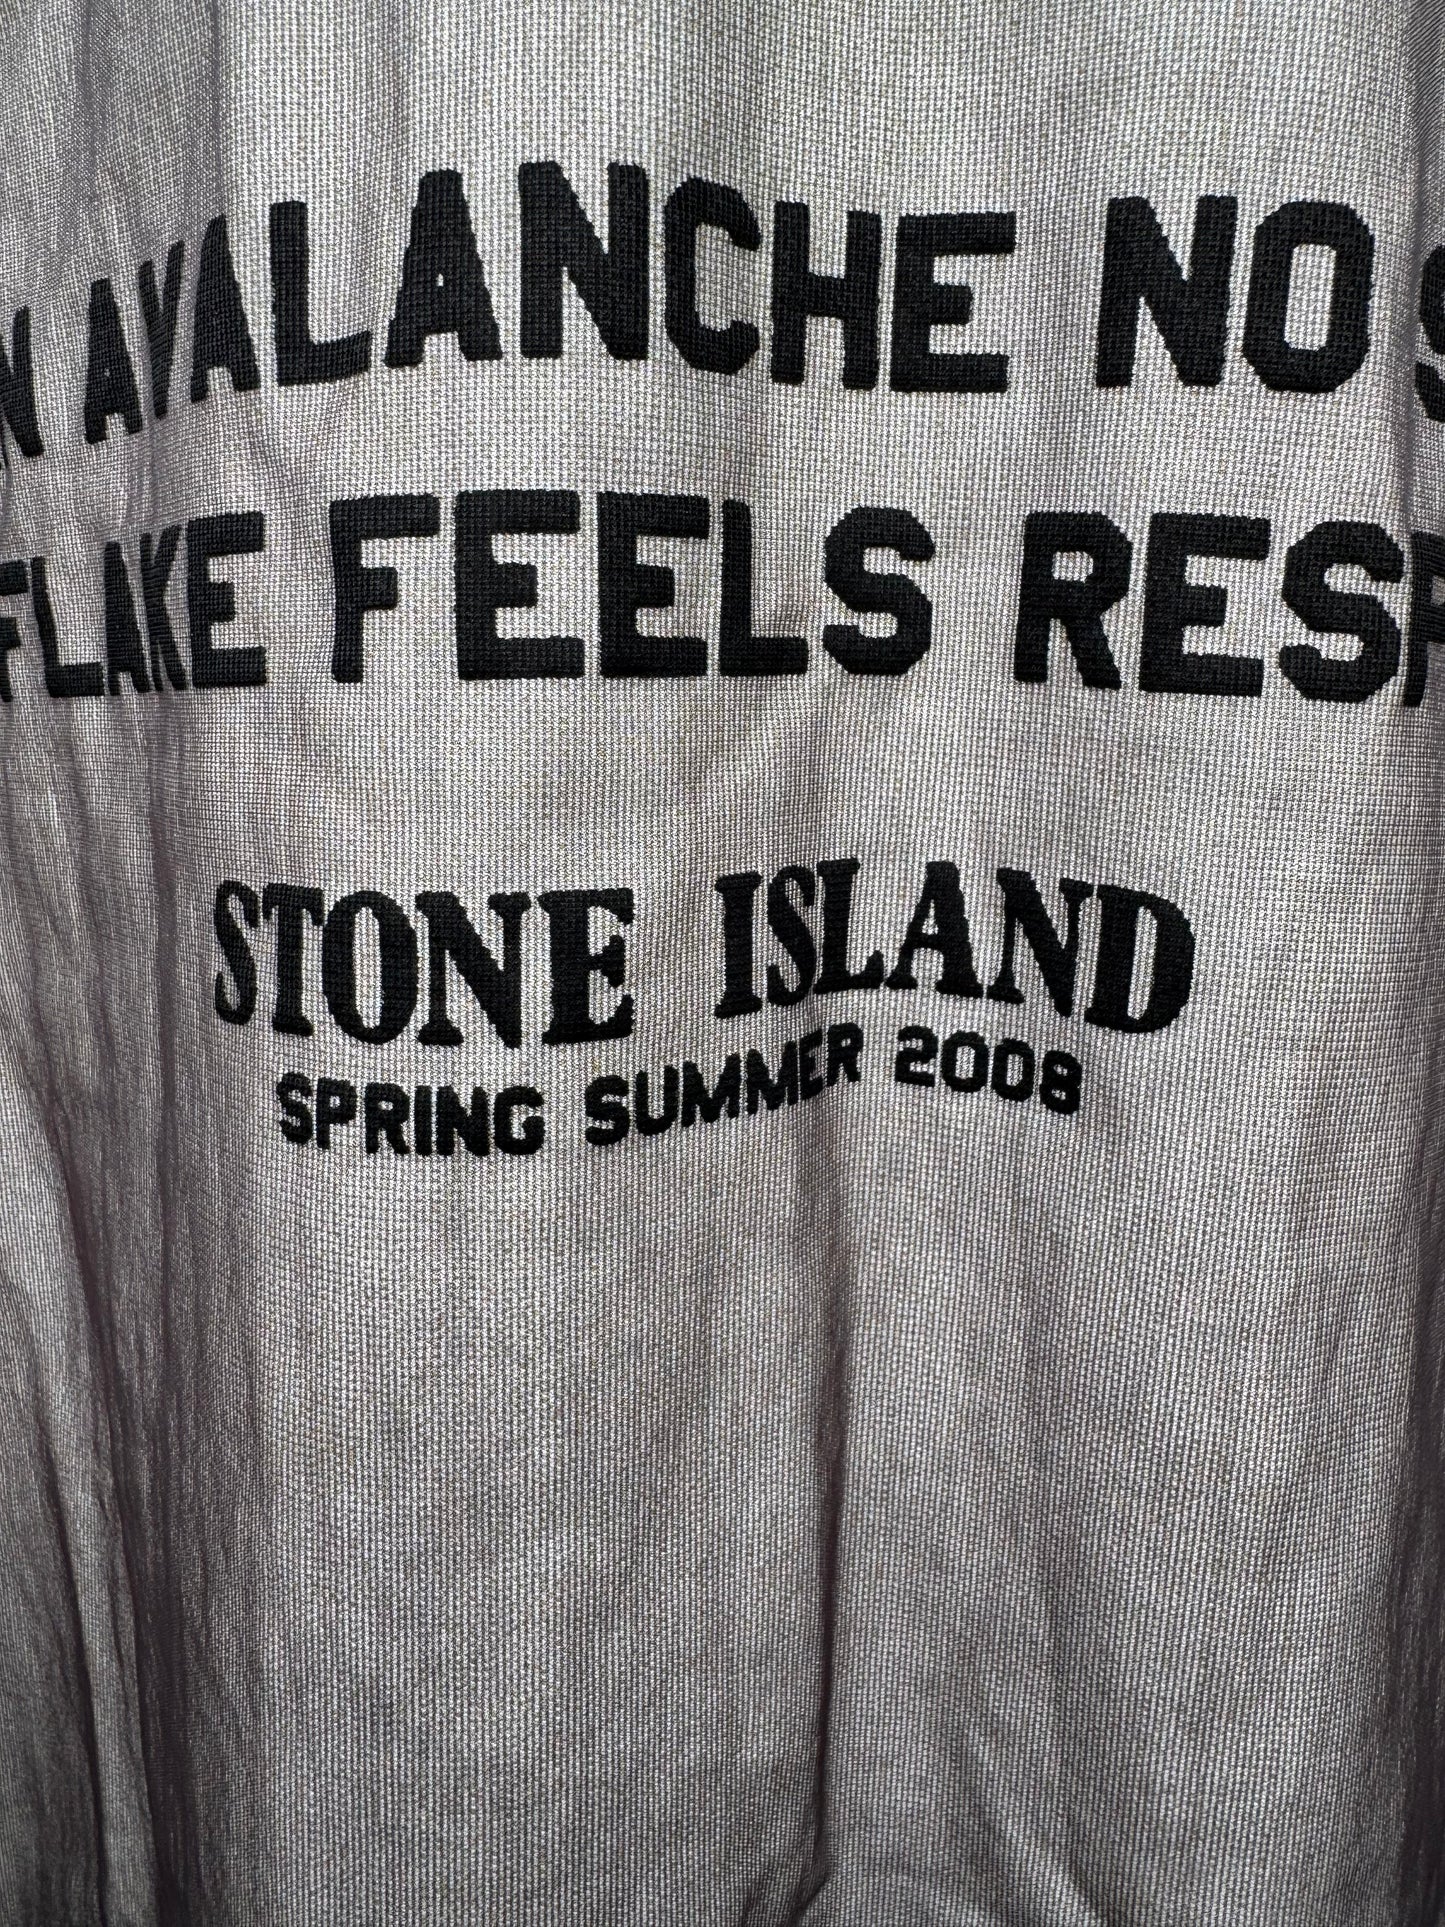 N AVALANCHE NO S
FLAKE FEELS RESP
STONE ISLAND
SPRING SUMMER 2008